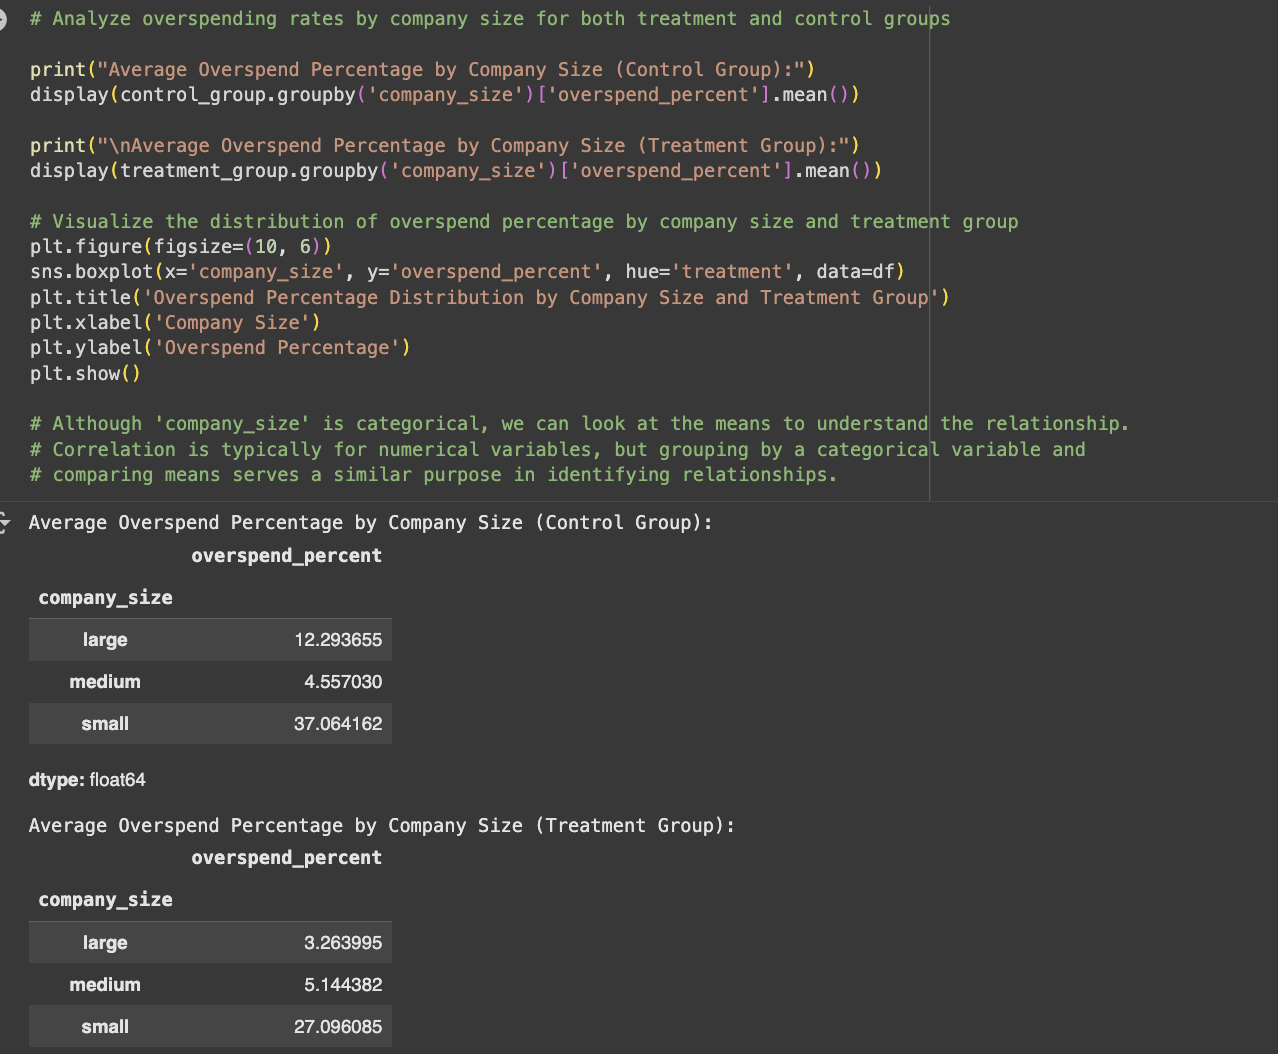 # Analyze overspending rates by company size for both treatment and control groups
print("Average Overspend Percentage by Company Size (Control Group):")
display(control_group.groupby('company_size')['overspend_percent'].mean())
print("\nAverage Overspend Percentage by Company Size (Treatment Group):")
display(treatment_group.groupby('company_size')['overspend_percent'].mean())
# Visualize the distribution of overspend percentage by company size and treatment group
plt.figure(figsize=(10, 6))
sns.boxplot(x='company_size', y='overspend_percent', hue='treatment', data=df)
plt.title('Overspend Percentage Distribution by Company Size and Treatment Group')
plt.xlabel('Company Size')
plt.ylabel('Overspend Percentage')
plt.show()
# Although 'company_size' is categorical, we can look at the means to understand the relationship.
# Correlation is typically for numerical variables, but grouping by a categorical variable and
# comparing means serves a similar purpose in identifying relationships.
Average Overspend Percentage by Company Size (Control Group):
overspend_percent
company_size
large 12.293655
medium 4.557030
small 37.064162
dtype: float64
Average Overspend Percentage by Company Size (Treatment Group):
overspend_percent
company_size
large 3.263995
medium 5.144382
small 27.096085